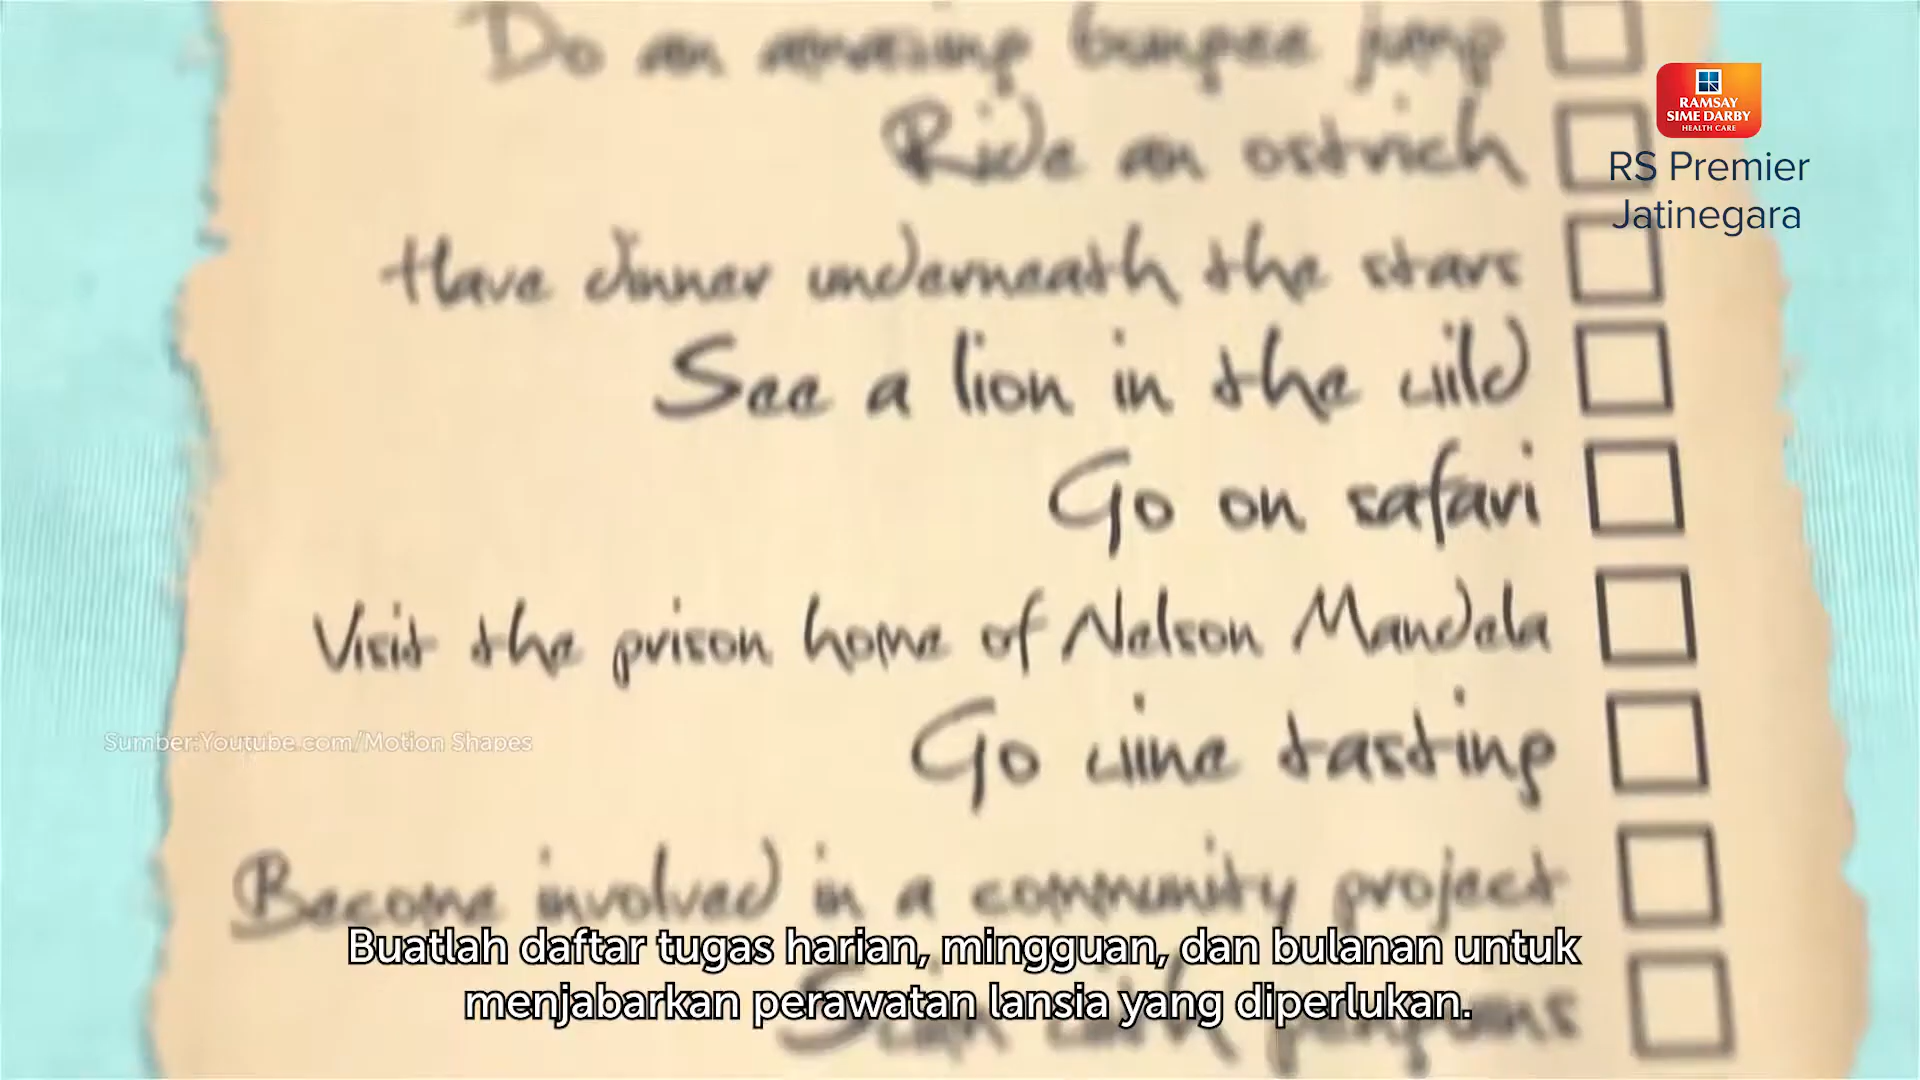 Do an amazing bungee jump
RAMSAY
SIME DARBY
HEALTH CARE
Ride an ostrich
RS Premier
Jatinegara
Have dinner underneath the stars
See a lion in the wild
Go on safari
Visit the prison home of Nelson Mandela
Go wine tasting
Sumber:Youtube.com/Motion Shapes
Become involved in a community project
Buatlah daftar tugas harian, mingguan, dan bulanan untuk
menjabarkan perawatan lansia yang diperlukan.
Swim with penguins